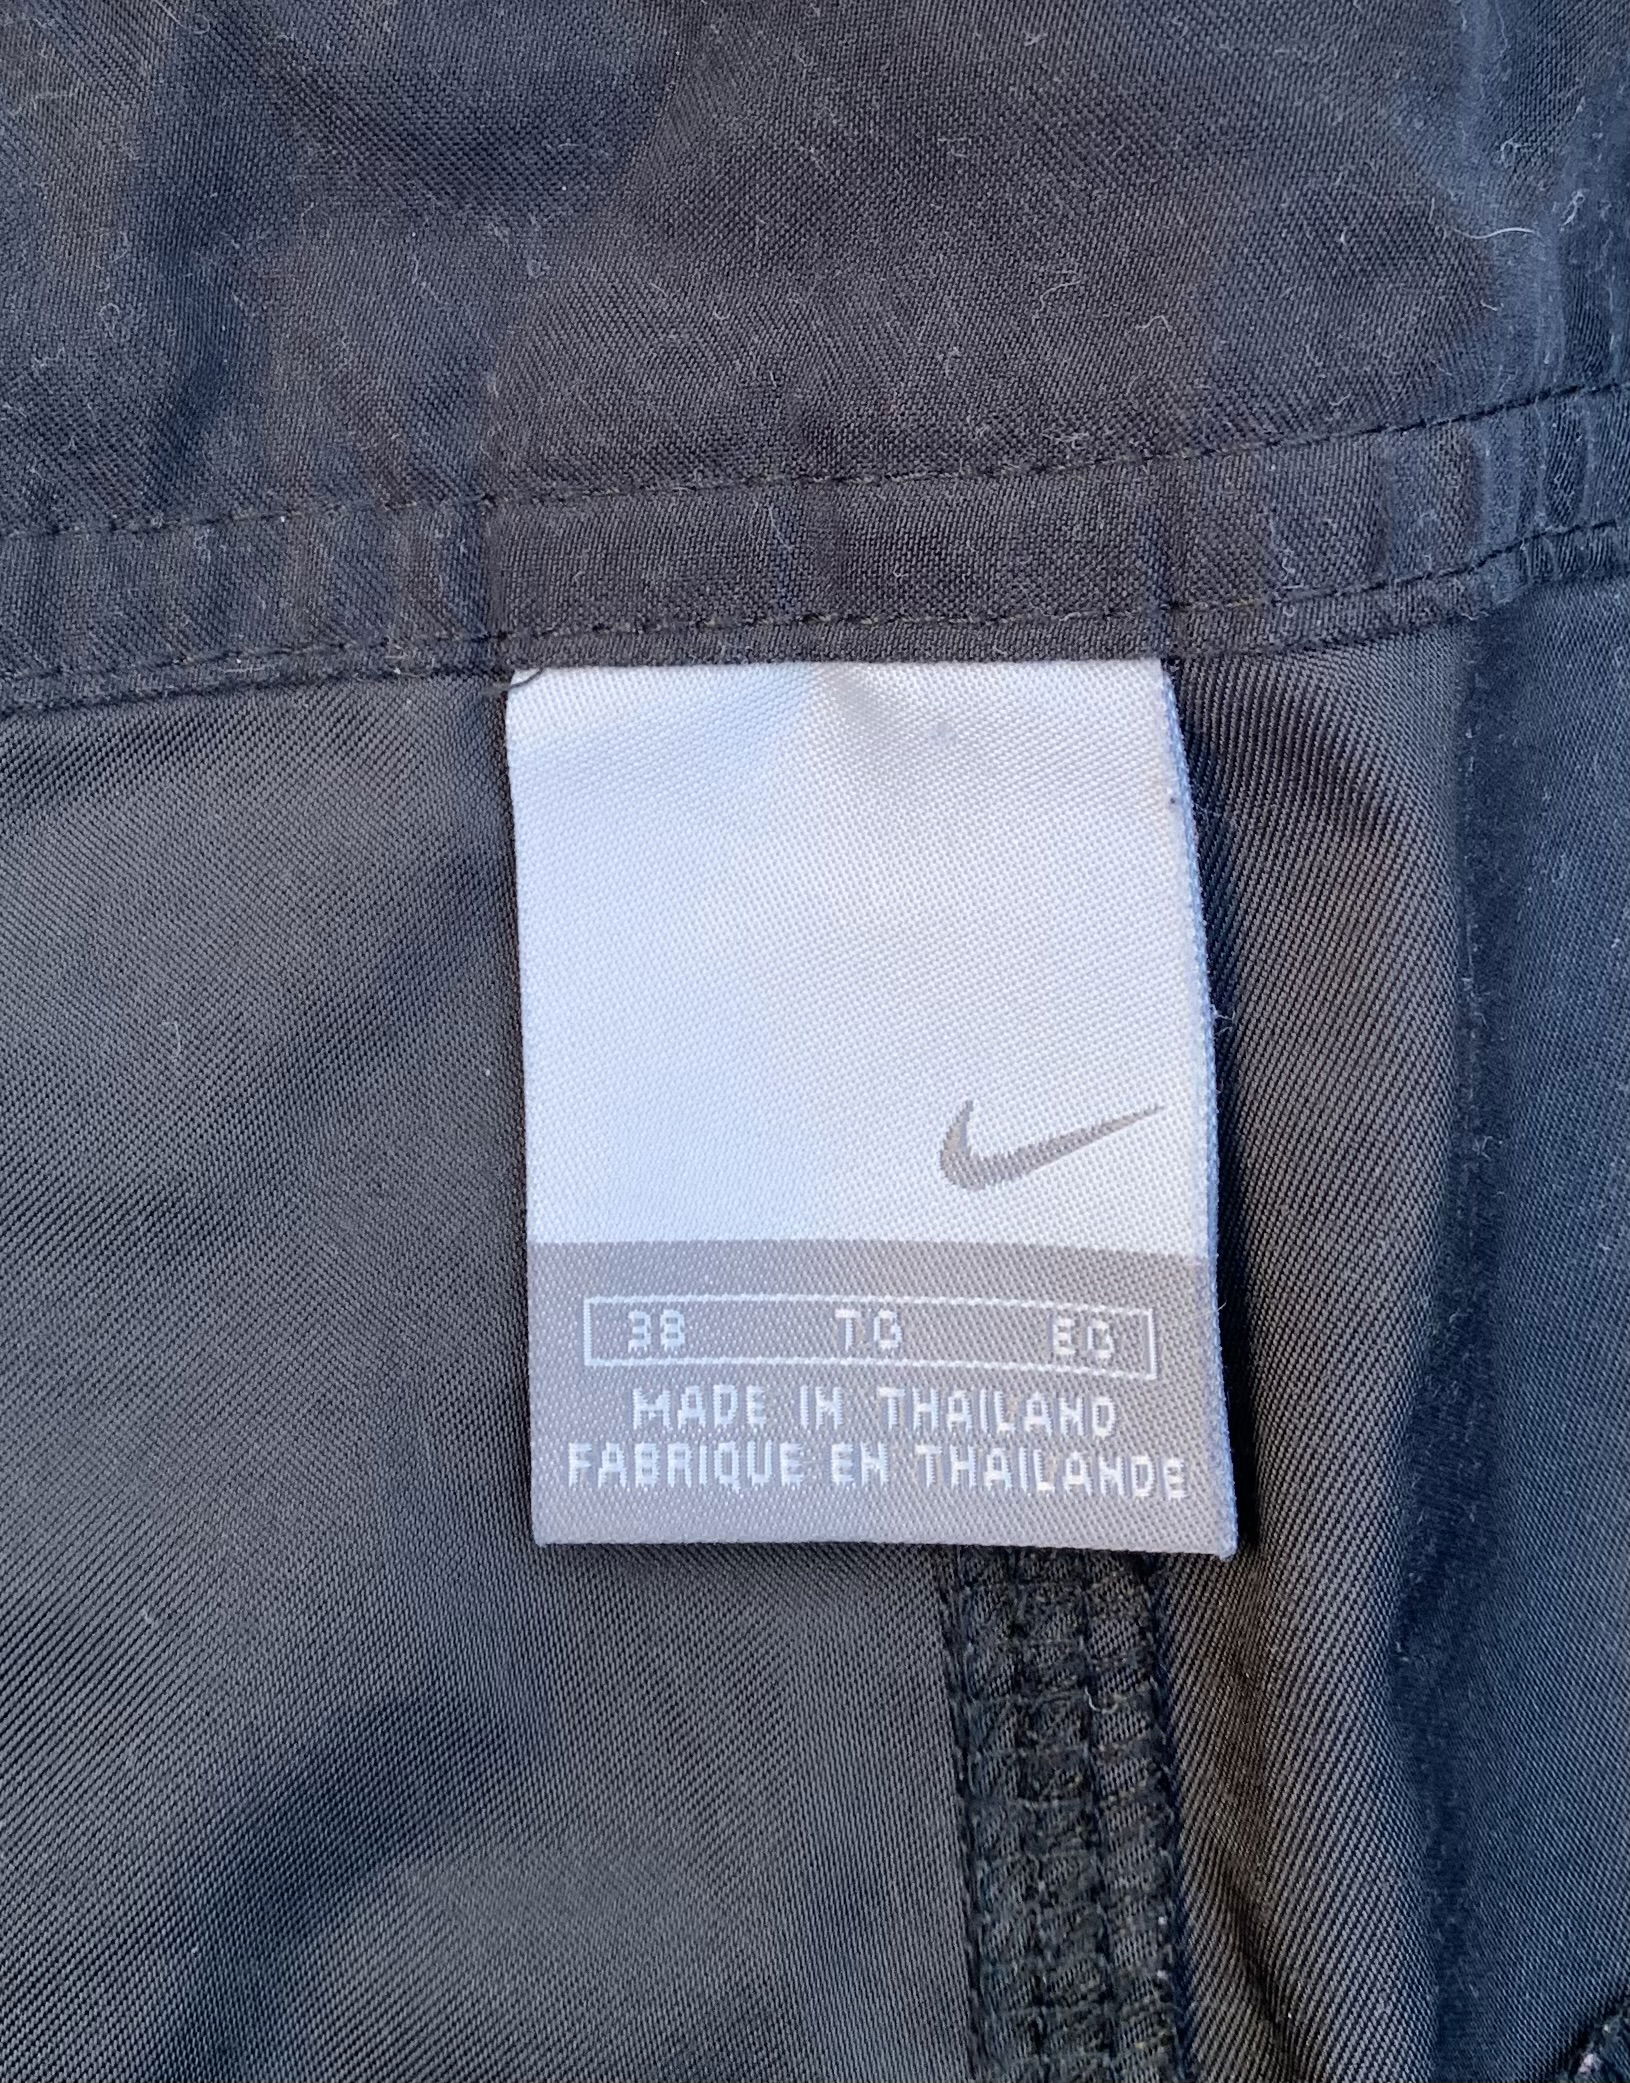 38 TG EG
MADE IN THAILAND
FABRIQUE EN THAILANDE